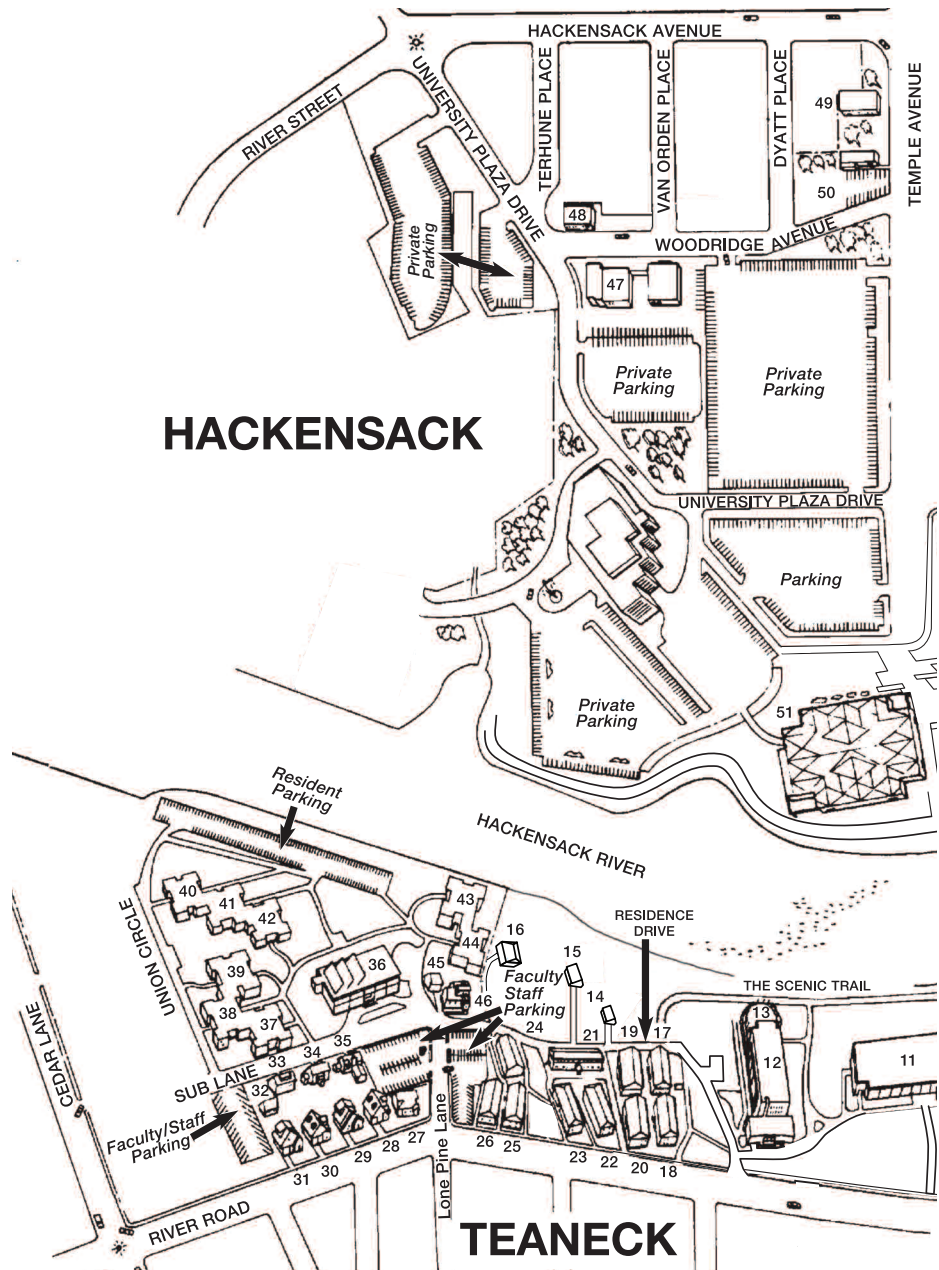 HACKENSACK AVENUE
RIVER STREET
UNIVERSITY PLAZA DRIVE
TERHUNE PLACE
VAN ORDEN PLACE
DYATT PLACE
TEMPLE AVENUE
49
50
48
WOODRIDGE AVENUE
Private
Parking
47
Private
Parking
Private
Parking
HACKENSACK
UNIVERSITY PLAZA DRIVE
Parking
Private
Parking
51
Resident
Parking
HACKENSACK RIVER
UNION CIRCLE
CEDAR LANE
40
41
42
43
44
16
15
14
RESIDENCE
DRIVE
39
38
37
36
45
46
Faculty
Staff
Parking
24
21
19
17
THE SCENIC TRAIL
13
12
11
SUB LANE
33
34
35
32
Faculty/Staff
Parking
31
30
29
28
27
Lone Pine Lane
26
25
23
22
20
18
RIVER ROAD
TEANECK